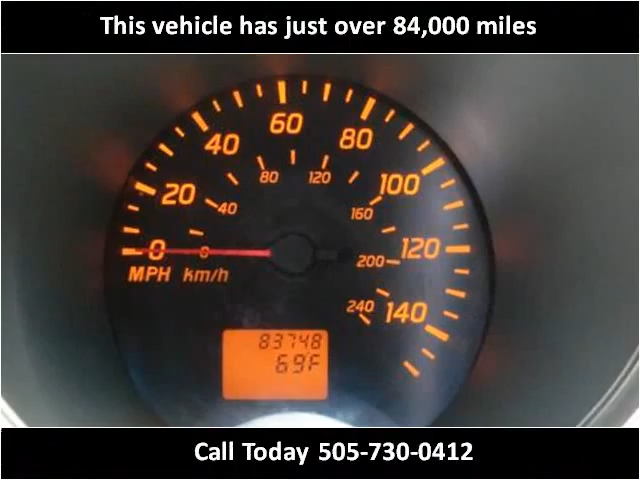 This vehicle has just over 84,000 miles
60
40 80
80 120
20 100
40 160
0 0 120
200
MPH km/h
240 140
83748
69F
Call Today 505-730-0412